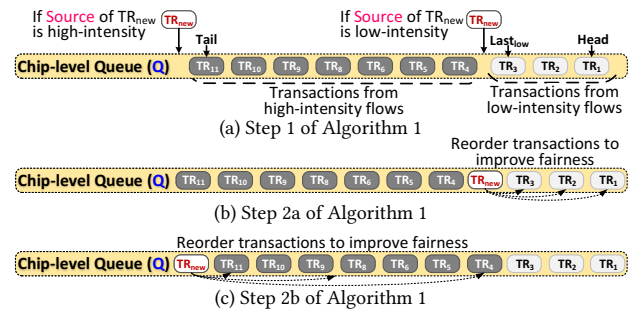 If Source of TRnew is high-intensity
TRnew
If Source of TRnew is low-intensity
TRnew
Tail
Lastlow
Head
Chip-level Queue (Q)
TR11 TR10 TR9 TR8 TR6 TR5 TR4 TR3 TR2 TR1
Transactions from high-intensity flows
Transactions from low-intensity flows
(a) Step 1 of Algorithm 1
Reorder transactions to improve fairness
Chip-level Queue (Q)
TR11 TR10 TR9 TR8 TR6 TR5 TR4 TRnew TR3 TR2 TR1
(b) Step 2a of Algorithm 1
Reorder transactions to improve fairness
Chip-level Queue (Q)
TRnew TR11 TR10 TR9 TR8 TR6 TR5 TR4 TR3 TR2 TR1
(c) Step 2b of Algorithm 1